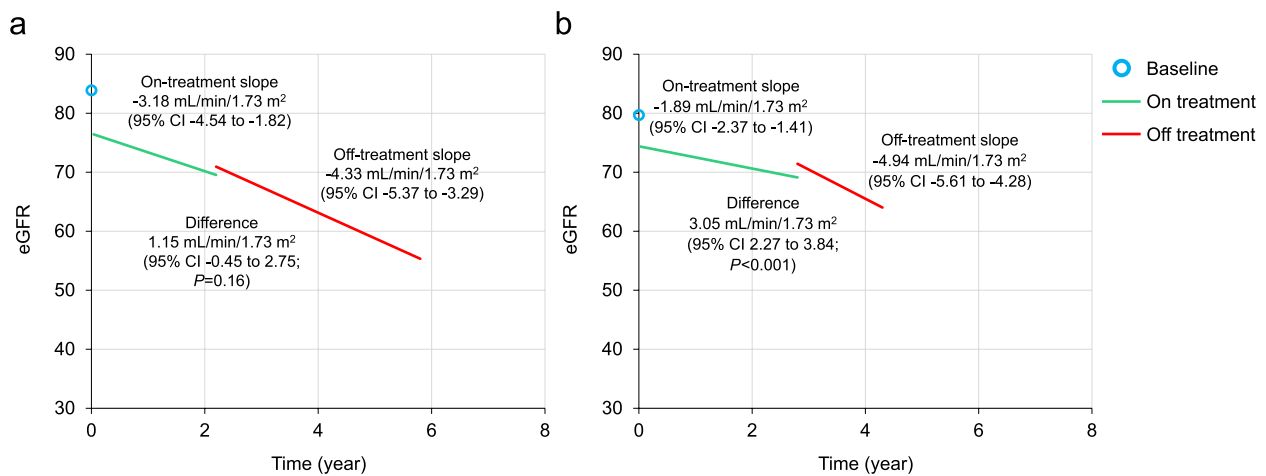 a
90
80
70
60
50
40
30
0
2
4
6
8
eGFR
Time (year)
On-treatment slope
-3.18 mL/min/1.73 m²
(95% CI -4.54 to -1.82)
Off-treatment slope
-4.33 mL/min/1.73 m²
(95% CI -5.37 to -3.29)
Difference
1.15 mL/min/1.73 m²
(95% CI -0.45 to 2.75;
P=0.16)
b
90
80
70
60
50
40
30
0
2
4
6
8
eGFR
Time (year)
On-treatment slope
-1.89 mL/min/1.73 m²
(95% CI -2.37 to -1.41)
Off-treatment slope
-4.94 mL/min/1.73 m²
(95% CI -5.61 to -4.28)
Difference
3.05 mL/min/1.73 m²
(95% CI 2.27 to 3.84;
P<0.001)
Baseline
On treatment
Off treatment